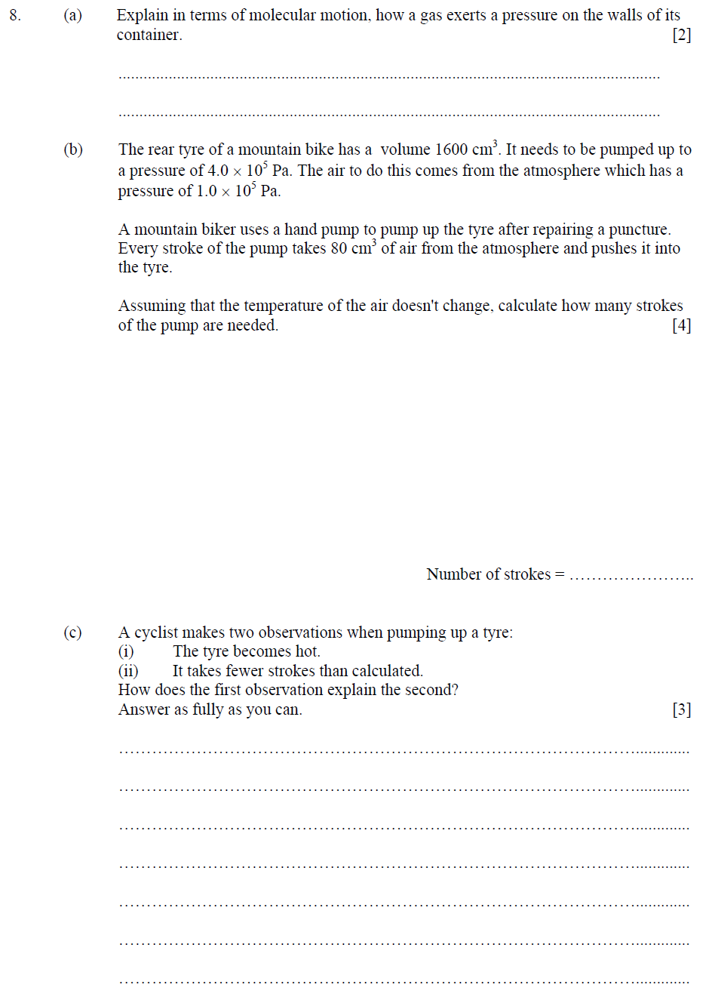 8. (a) Explain in terms of molecular motion, how a gas exerts a pressure on the walls of its
container. [2]
........................................................................................................................
........................................................................................................................
(b) The rear tyre of a mountain bike has a volume 1600 cm³. It needs to be pumped up to
a pressure of 4.0 × 10⁵ Pa. The air to do this comes from the atmosphere which has a
pressure of 1.0 × 10⁵ Pa.
A mountain biker uses a hand pump to pump up the tyre after repairing a puncture.
Every stroke of the pump takes 80 cm³ of air from the atmosphere and pushes it into
the tyre.
Assuming that the temperature of the air doesn't change, calculate how many strokes
of the pump are needed. [4]
Number of strokes = ........................
(c) A cyclist makes two observations when pumping up a tyre:
(i) The tyre becomes hot.
(ii) It takes fewer strokes than calculated.
How does the first observation explain the second?
Answer as fully as you can. [3]
........................................................................................................................
........................................................................................................................
........................................................................................................................
........................................................................................................................
........................................................................................................................
........................................................................................................................
........................................................................................................................